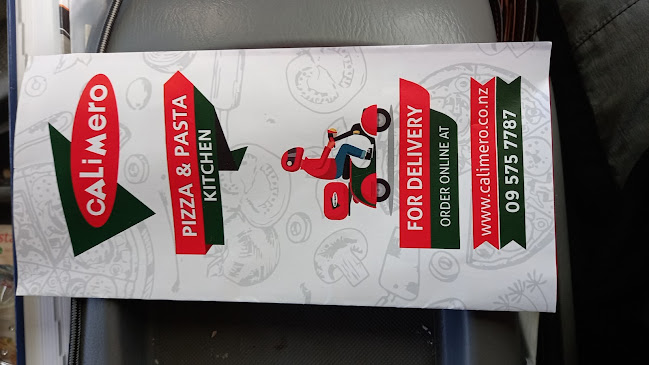 CALiMero
PIZZA & PASTA
KITCHEN
FOR DELIVERY
ORDER ONLINE AT
www.calimero.co.nz
09 575 7787